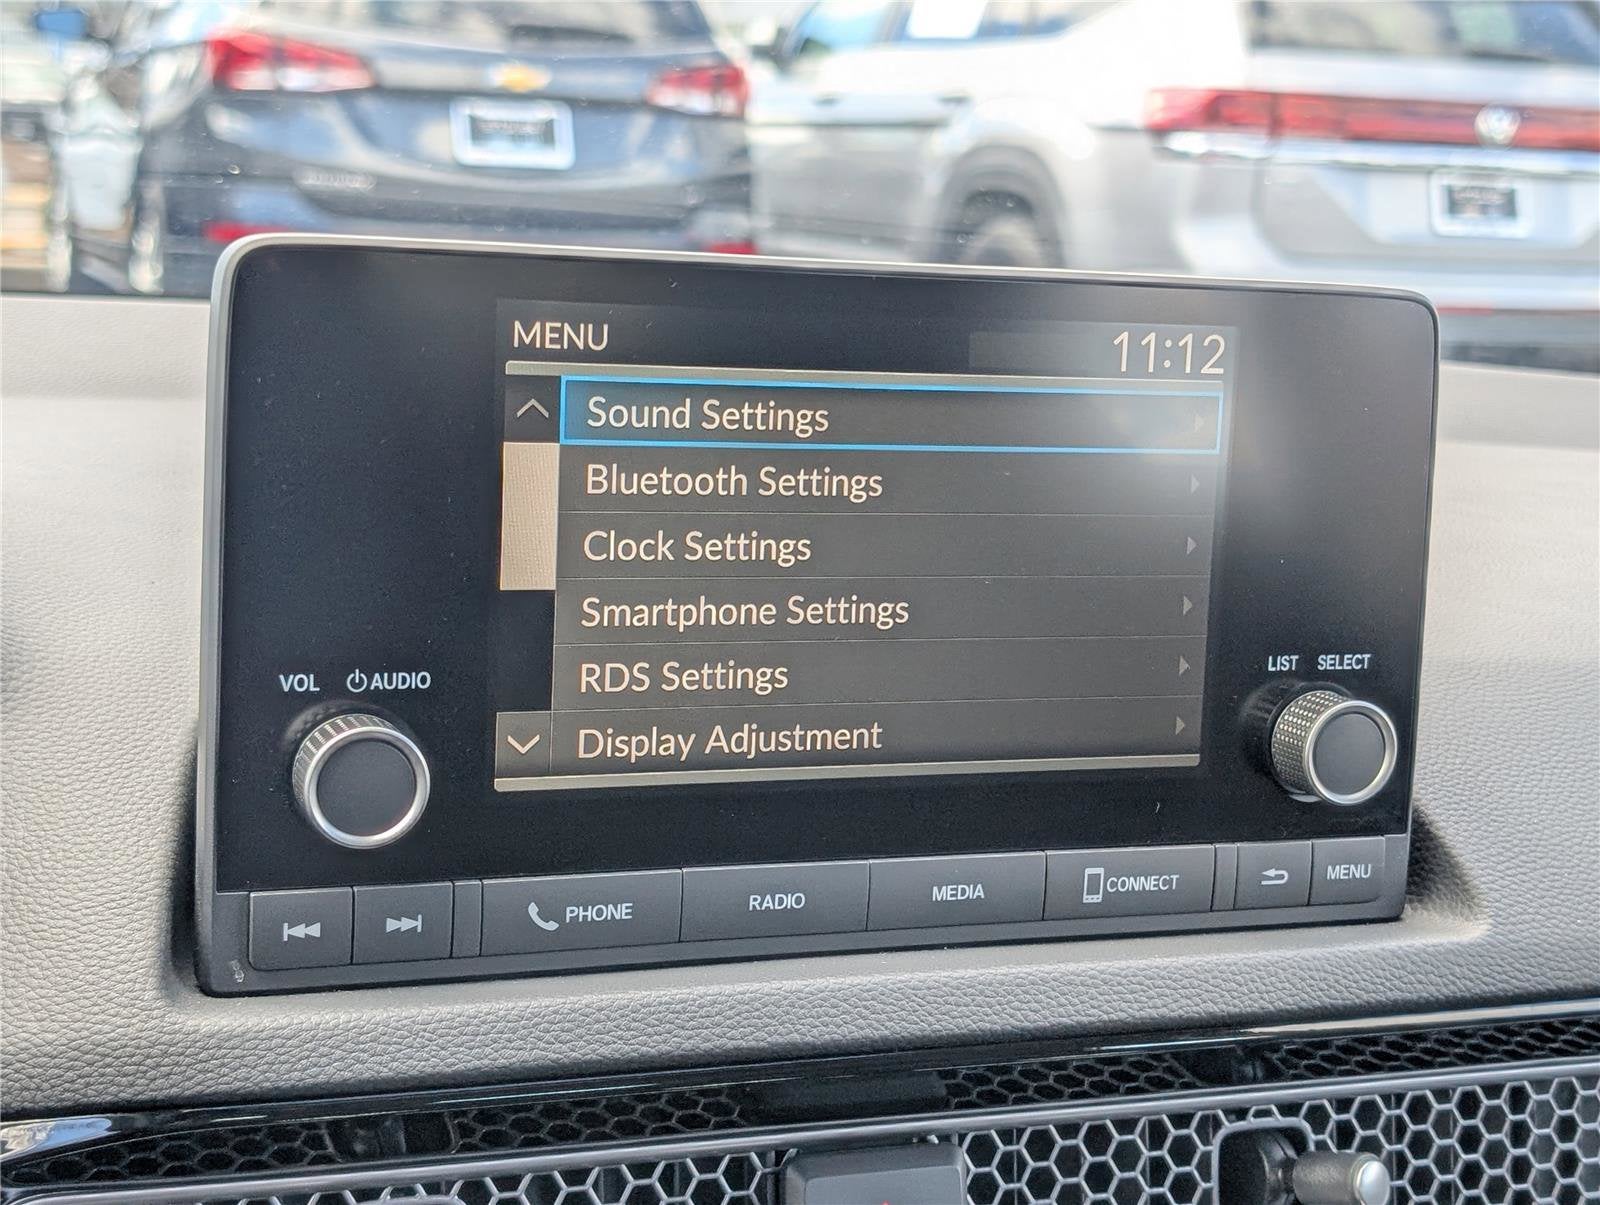 MENU
11:12
Sound Settings
Bluetooth Settings
Clock Settings
Smartphone Settings
RDS Settings
Display Adjustment
VOL AUDIO
LIST SELECT
PHONE
RADIO
MEDIA
CONNECT
MENU